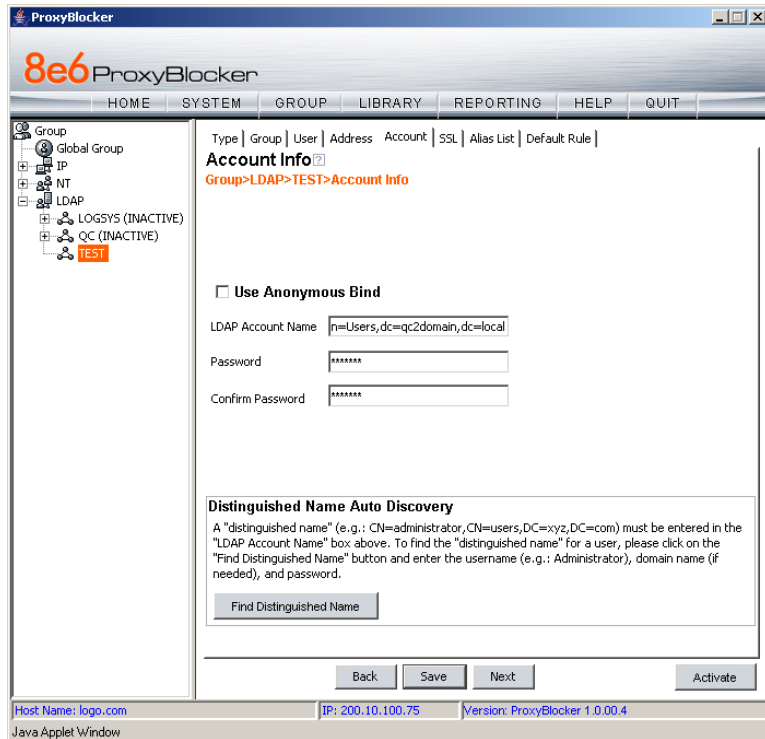 ProxyBlocker
8e6 ProxyBlocker
HOME SYSTEM GROUP LIBRARY REPORTING HELP QUIT
Group
Global Group
IP
NT
LDAP
LOGSYS (INACTIVE)
QC (INACTIVE)
TEST
Type Group User Address Account SSL Alias List Default Rule
Account Info ?
Group>LDAP>TEST>Account Info
Use Anonymous Bind
LDAP Account Name n=Users,dc=qc2domain,dc=local
Password *******
Confirm Password *******
Distinguished Name Auto Discovery
A "distinguished name" (e.g.: CN=administrator,CN=users,DC=xyz,DC=com) must be entered in the
"LDAP Account Name" box above. To find the "distinguished name" for a user, please click on the
"Find Distinguished Name" button and enter the username (e.g.: Administrator), domain name (if
needed), and password.
Find Distinguished Name
Back Save Next Activate
Host Name: logo.com IP: 200.10.100.75 Version: ProxyBlocker 1.0.00.4
Java Applet Window